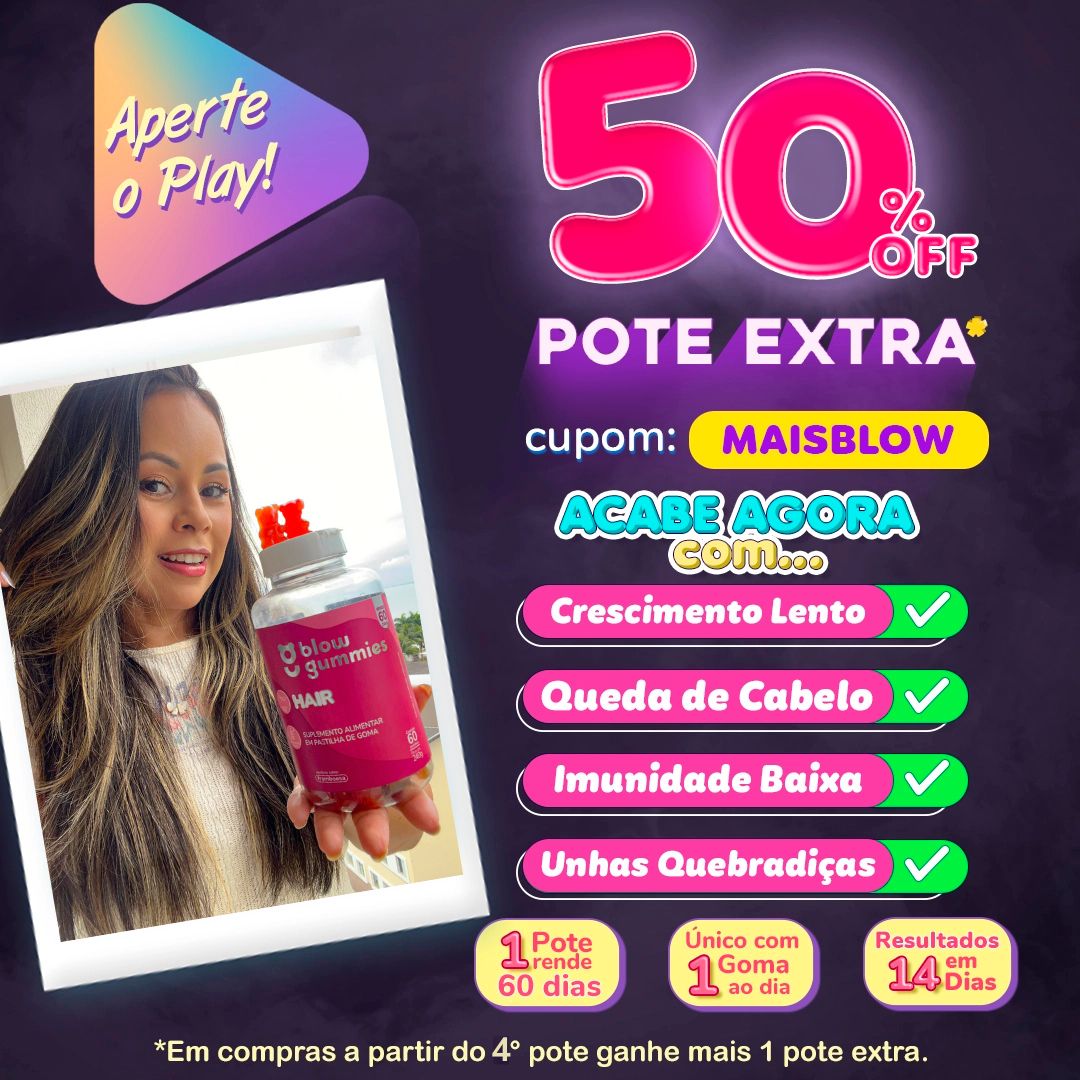 Aperte
o Play!
50
%
OFF
POTE EXTRA*
cupom: MAISBLOW
ACABE AGORA
com...
Crescimento Lento
Queda de Cabelo
Imunidade Baixa
Unhas Quebradiças
blow
gummies
HAIR
SUPLEMENTO ALIMENTAR
EM PASTILHA DE GOMA
60
framboesa
1 Pote
rende
60 dias
Único com
1 Goma
ao dia
Resultados
14 em
Dias
*Em compras a partir do 4° pote ganhe mais 1 pote extra.